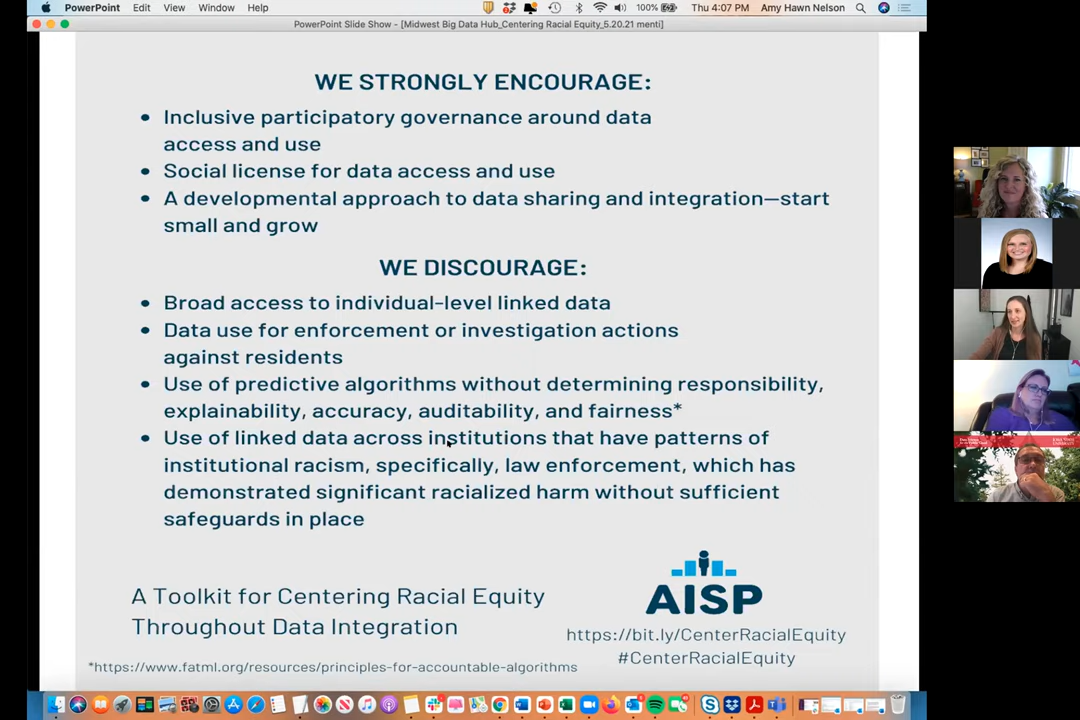 PowerPoint Edit View Window Help 100% Thu 4:07 PM Amy Hawn Nelson
PowerPoint Slide Show - [Midwest Big Data Hub_Centering Racial Equity_5.20.21 menti]
WE STRONGLY ENCOURAGE:
• Inclusive participatory governance around data
access and use
• Social license for data access and use
• A developmental approach to data sharing and integration—start
small and grow
WE DISCOURAGE:
• Broad access to individual-level linked data
• Data use for enforcement or investigation actions
against residents
• Use of predictive algorithms without determining responsibility,
explainability, accuracy, auditability, and fairness*
• Use of linked data across institutions that have patterns of
institutional racism, specifically, law enforcement, which has
demonstrated significant racialized harm without sufficient
safeguards in place
A Toolkit for Centering Racial Equity
Throughout Data Integration
AISP
https://bit.ly/CenterRacialEquity
#CenterRacialEquity
*https://www.fatml.org/resources/principles-for-accountable-algorithms